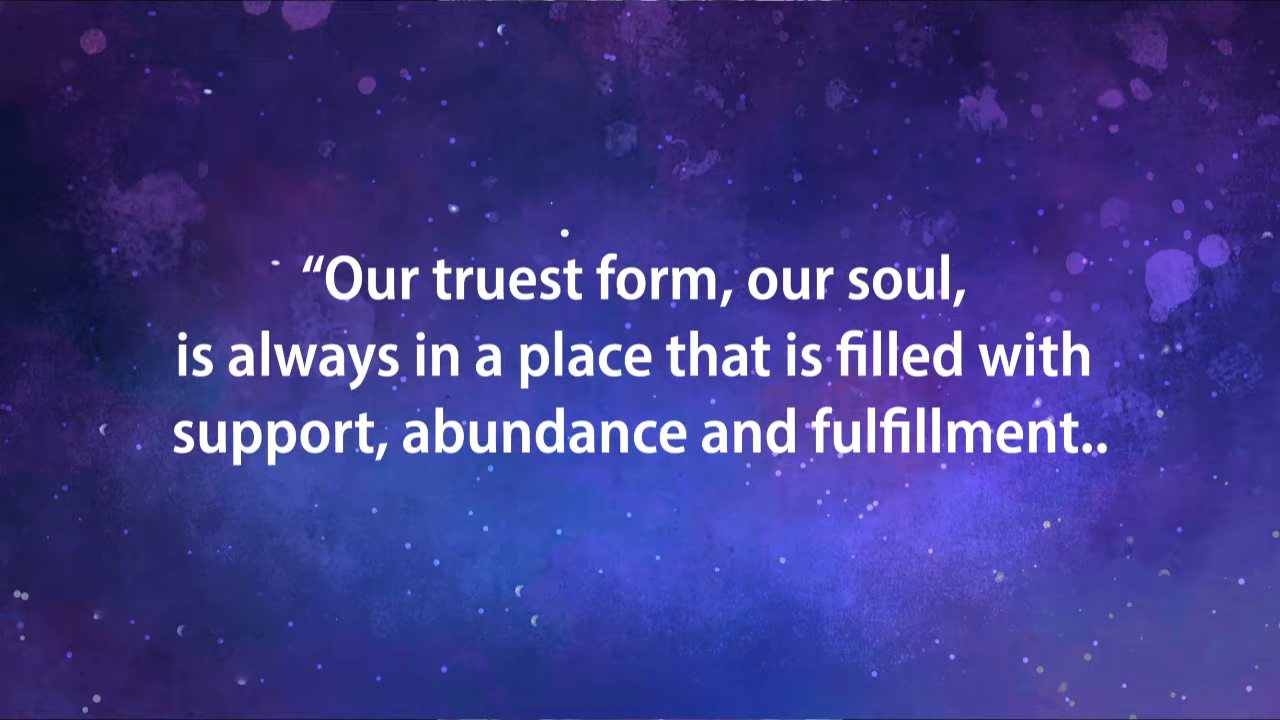 “Our truest form, our soul,
is always in a place that is filled with
support, abundance and fulfillment..